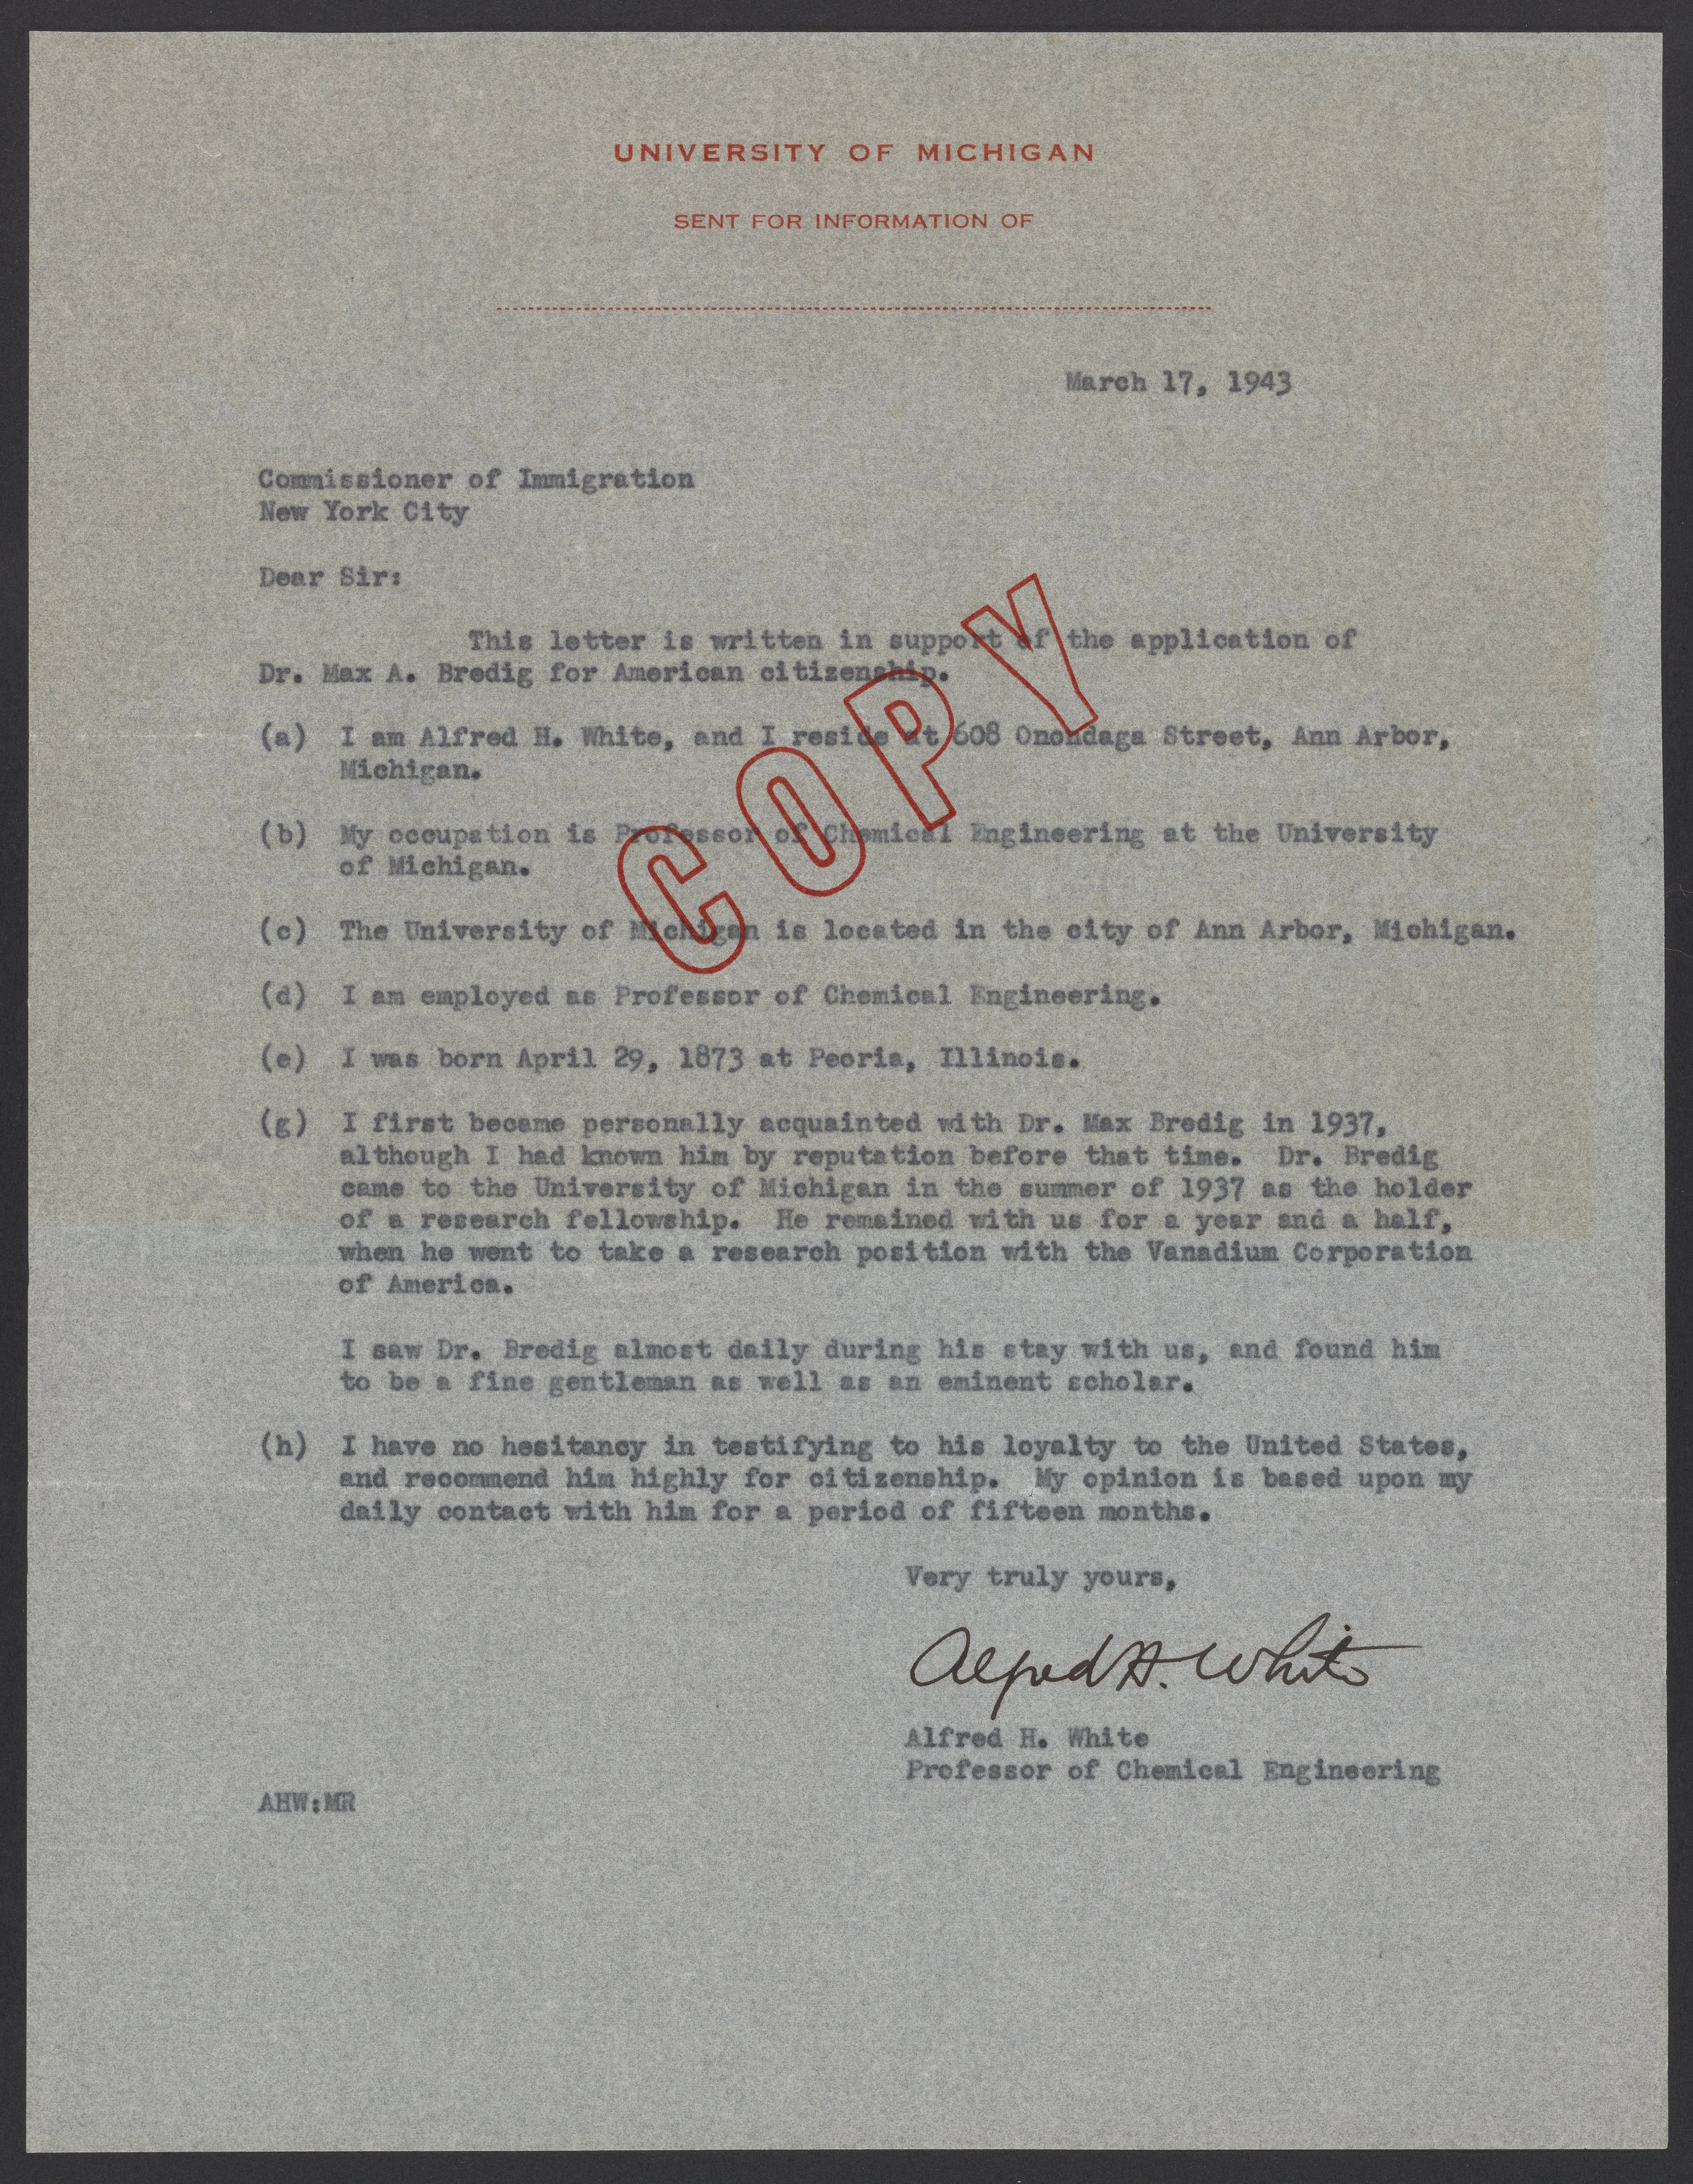 UNIVERSITY OF MICHIGAN
SENT FOR INFORMATION OF
March 17, 1943
Commissioner of Immigration
New York City
Dear Sir:
This letter is written in support of the application of
Dr. Max A. Bredig for American citizenship.
(a) I am Alfred H. White, and I reside at 608 Onondaga Street, Ann Arbor,
Michigan.
(b) My occupation is Professor of Chemical Engineering at the University
of Michigan.
(c) The University of Michigan is located in the city of Ann Arbor, Michigan.
(d) I am employed as Professor of Chemical Engineering.
(e) I was born April 29, 1873 at Peoria, Illinois.
(g) I first became personally acquainted with Dr. Max Bredig in 1937,
although I had known him by reputation before that time. Dr. Bredig
came to the University of Michigan in the summer of 1937 as the holder
of a research fellowship. He remained with us for a year and a half,
when he went to take a research position with the Vanadium Corporation
of America.
I saw Dr. Bredig almost daily during his stay with us, and found him
to be a fine gentleman as well as an eminent scholar.
(h) I have no hesitancy in testifying to his loyalty to the United States,
and recommend him highly for citizenship. My opinion is based upon my
daily contact with him for a period of fifteen months.
Very truly yours,
Alfred H. White
Alfred H. White
Professor of Chemical Engineering
AHW:MR
COPY